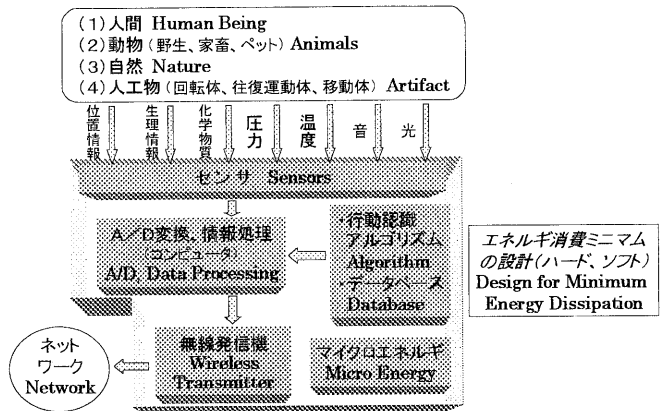 (1)人間 Human Being
(2)動物(野生、家畜、ペット) Animals
(3)自然 Nature
(4)人工物(回転体、往復運動体、移動体) Artifact
位置情報
生理情報
化学物質
圧力
温度
音
光
センサ Sensors
A/D変換、情報処理
(コンピュータ)
A/D, Data Processing
・行動認識
アルゴリズム
Algorithm
・データベース
Database
エネルギ消費ミニマム
の設計(ハード、ソフト)
Design for Minimum
Energy Dissipation
無線発信機
Wireless
Transmitter
マイクロエネルギ
Micro Energy
ネット
ワーク
Network